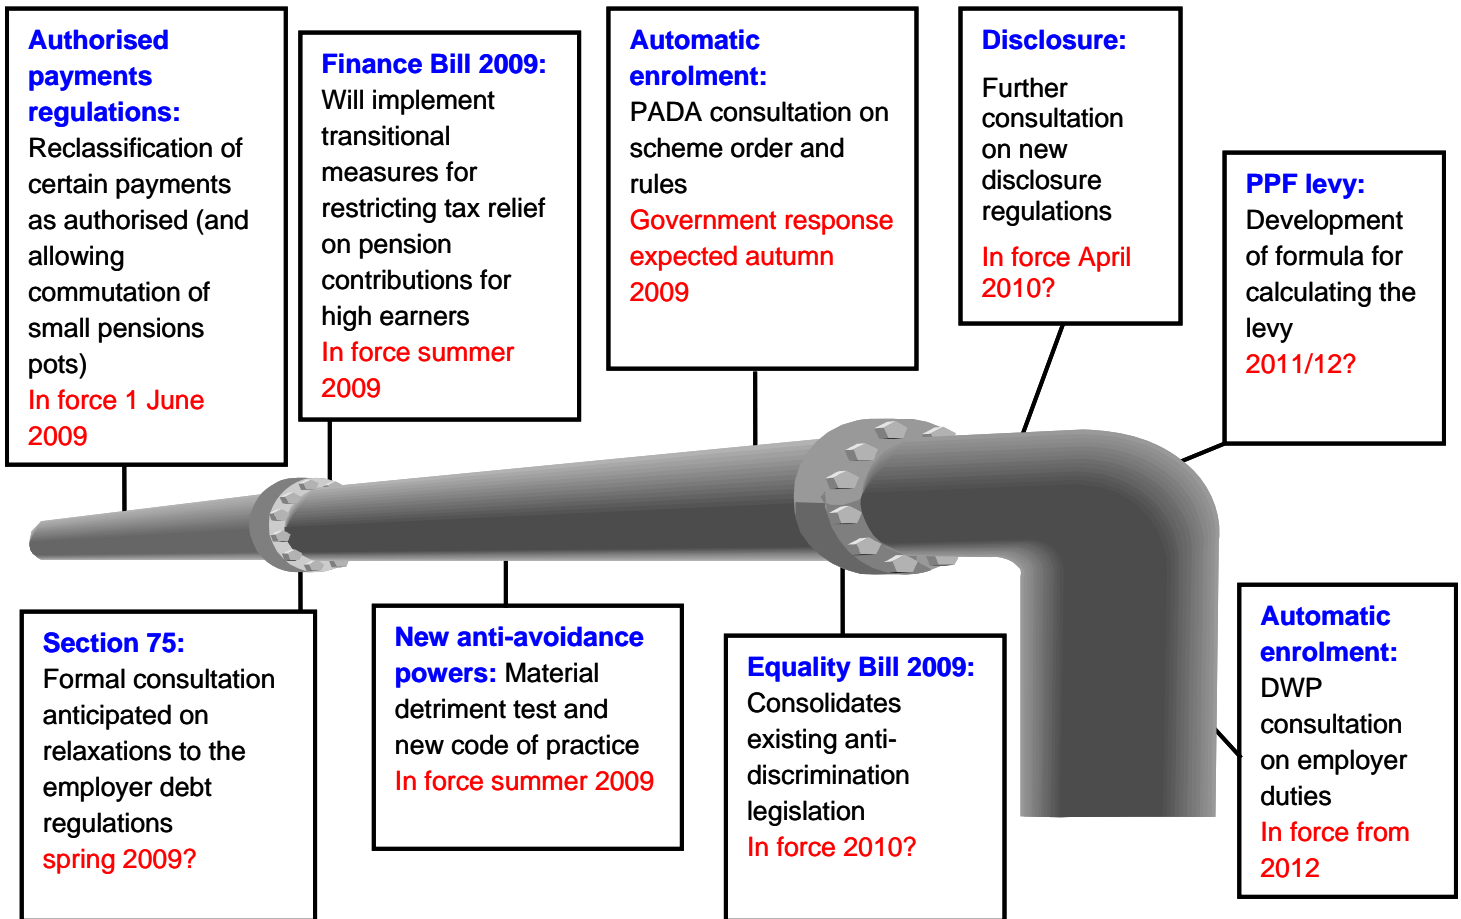 Authorised
payments
regulations:
Reclassification of
certain payments
as authorised (and
allowing
commutation of
small pensions
pots)
In force 1 June
2009
Finance Bill 2009:
Will implement
transitional
measures for
restricting tax relief
on pension
contributions for
high earners
In force summer
2009
Automatic
enrolment:
PADA consultation on
scheme order and
rules
Government response
expected autumn
2009
Disclosure:
Further
consultation
on new
disclosure
regulations
In force April
2010?
PPF levy:
Development
of formula for
calculating the
levy
2011/12?
Section 75:
Formal consultation
anticipated on
relaxations to the
employer debt
regulations
spring 2009?
New anti-avoidance
powers: Material
detriment test and
new code of practice
In force summer 2009
Equality Bill 2009:
Consolidates
existing anti-
discrimination
legislation
In force 2010?
Automatic
enrolment:
DWP
consultation
on employer
duties
In force from
2012